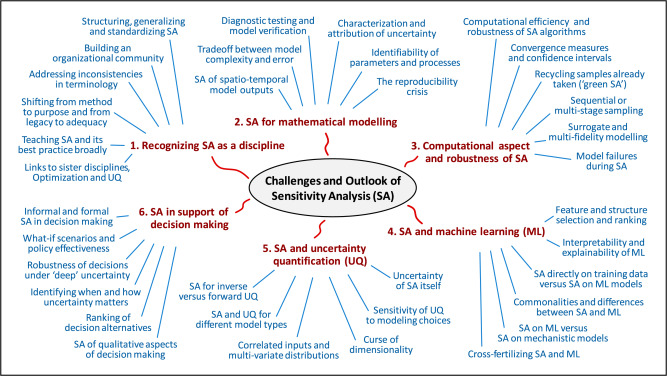 Structuring, generalizing
and standardizing SA
Building an
organizational community
Addressing inconsistencies
in terminology
Shifting from method
to purpose and from
legacy to adequacy
Teaching SA and its
best practice broadly
Links to sister disciplines,
Optimization and UQ
1. Recognizing SA as a discipline
Diagnostic testing and
model verification
Tradeoff between model
complexity and error
SA of spatio-temporal
model outputs
Characterization and
attribution of uncertainty
Identifiability of
parameters and processes
The reproducibility
crisis
2. SA for mathematical modelling
Computational efficiency and
robustness of SA algorithms
Convergence measures
and confidence intervals
Recycling samples already
taken (‘green SA’)
Sequential or
multi-stage sampling
Surrogate and
multi-fidelity modelling
Model failures
during SA
3. Computational aspect
and robustness of SA
Challenges and Outlook of
Sensitivity Analysis (SA)
6. SA in support of
decision making
Informal and formal
SA in decision making
What-if scenarios and
policy effectiveness
Robustness of decisions
under ‘deep’ uncertainty
Identifying when and how
uncertainty matters
Ranking of
decision alternatives
SA of qualitative aspects
of decision making
5. SA and uncertainty
quantification (UQ)
SA for inverse
versus forward UQ
SA and UQ for
different model types
Correlated inputs and
multi-variate distributions
Uncertainty
of SA itself
Sensitivity of UQ
to modeling choices
Curse of
dimensionality
4. SA and machine learning (ML)
Feature and structure
selection and ranking
Interpretability and
explainability of ML
SA directly on training data
versus SA on ML models
Commonalities and differences
between SA and ML
SA on ML versus
SA on mechanistic models
Cross-fertilizing SA and ML